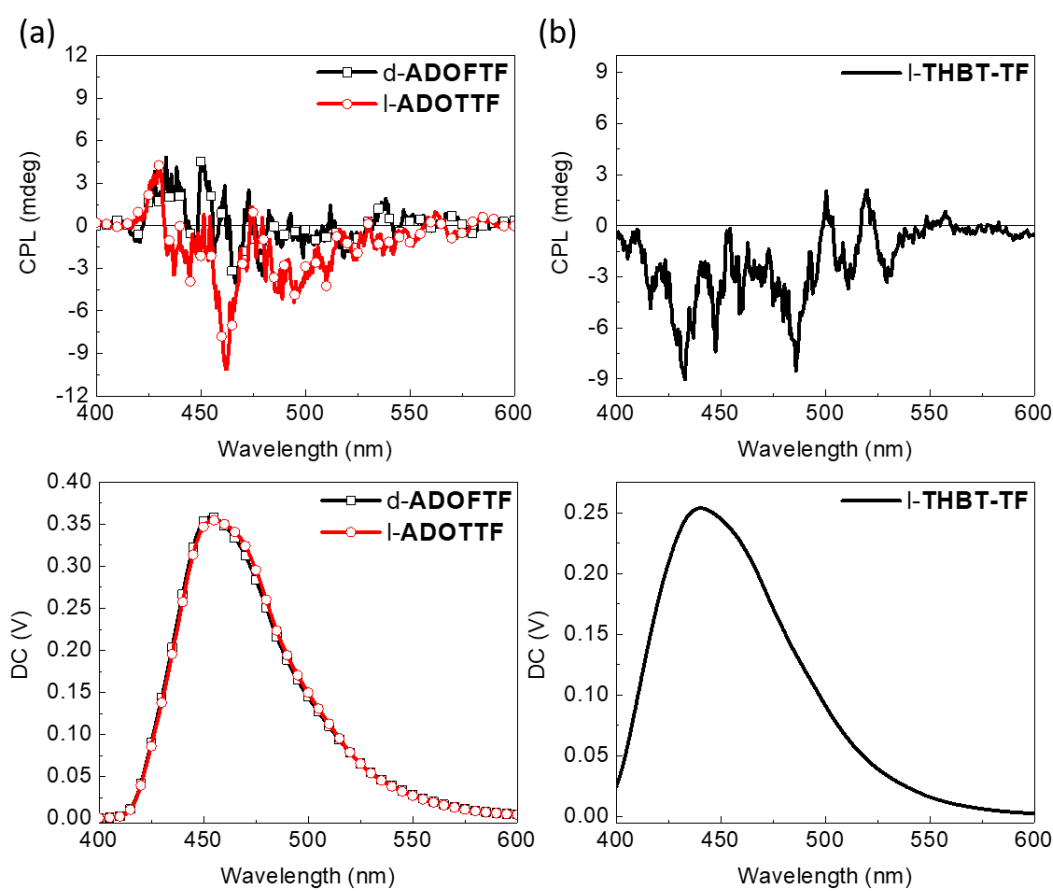 (a)
12
9
6
3
0
-3
-6
-9
-12
CPL (mdeg)
d-ADOFTF
l-ADOTTF
400 450 500 550 600
Wavelength (nm)
(b)
9
6
3
0
-3
-6
-9
CPL (mdeg)
l-THBT-TF
400 450 500 550 600
Wavelength (nm)
0.40
0.35
0.30
0.25
0.20
0.15
0.10
0.05
0.00
DC (V)
d-ADOFTF
l-ADOTTF
400 450 500 550 600
Wavelength (nm)
0.25
0.20
0.15
0.10
0.05
0.00
DC (V)
l-THBT-TF
400 450 500 550 600
Wavelength (nm)